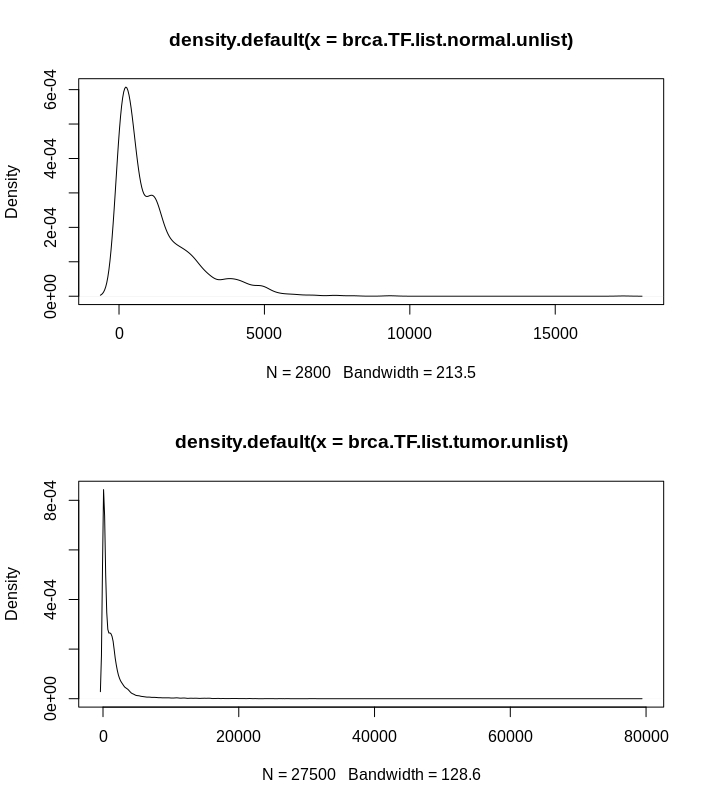 density.default(x = brca.TF.list.normal.unlist)
Density
0e+00 2e-04 4e-04 6e-04
0 5000 10000 15000
N = 2800 Bandwidth = 213.5
density.default(x = brca.TF.list.tumor.unlist)
Density
0e+00 4e-04 8e-04
0 20000 40000 60000 80000
N = 27500 Bandwidth = 128.6